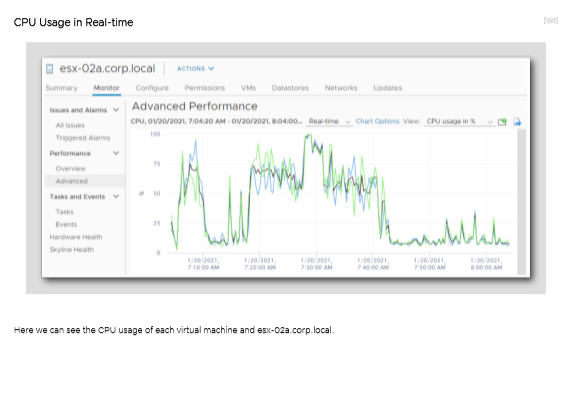 CPU Usage in Real-time
[190]
esx-02a.corp.local
ACTIONS
Summary Monitor Configure Permissions VMs Datastores Networks Updates
Issues and Alarms
All Issues
Triggered Alarms
Performance
Overview
Advanced
Tasks and Events
Tasks
Events
Hardware Health
Skyline Health
Advanced Performance
CPU, 01/20/2021, 7:04:20 AM - 01/20/2021, 8:04:00... Real-time Chart Options View: CPU usage in %
100
75
50
25
0
%
1/20/2021, 1/20/2021, 1/20/2021, 1/20/2021, 1/20/2021, 1/20/2021,
7:10:00 AM 7:20:00 AM 7:30:00 AM 7:40:00 AM 7:50:00 AM 8:00:00 AM
Here we can see the CPU usage of each virtual machine and esx-02a.corp.local.